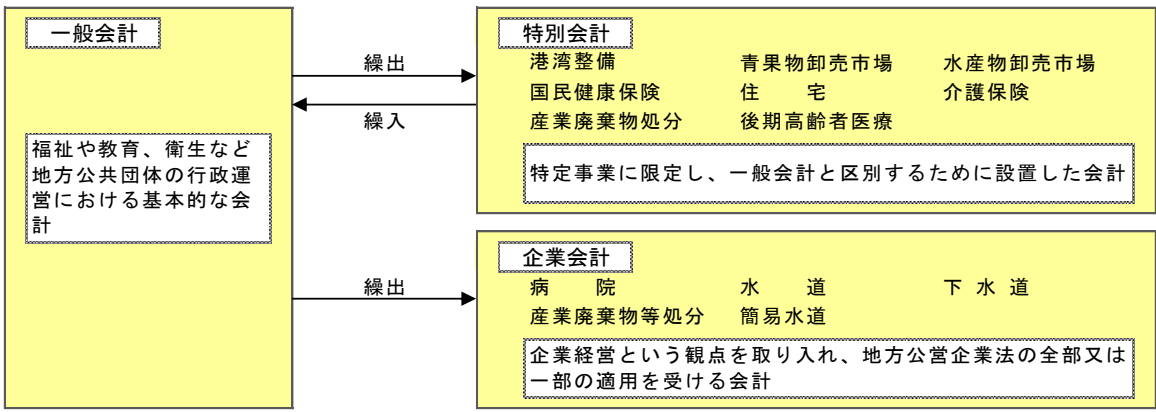 一般会計
福祉や教育、衛生など
地方公共団体の行政運
営における基本的な会
計
繰出
繰入
繰出
特別会計
港湾整備　青果物卸売市場　水産物卸売市場
国民健康保険　住　　宅　介護保険
産業廃棄物処分　後期高齢者医療
特定事業に限定し、一般会計と区別するために設置した会計
企業会計
病　　院　水　　道　下 水 道
産業廃棄物等処分　簡易水道
企業経営という観点を取り入れ、地方公営企業法の全部又は
一部の適用を受ける会計